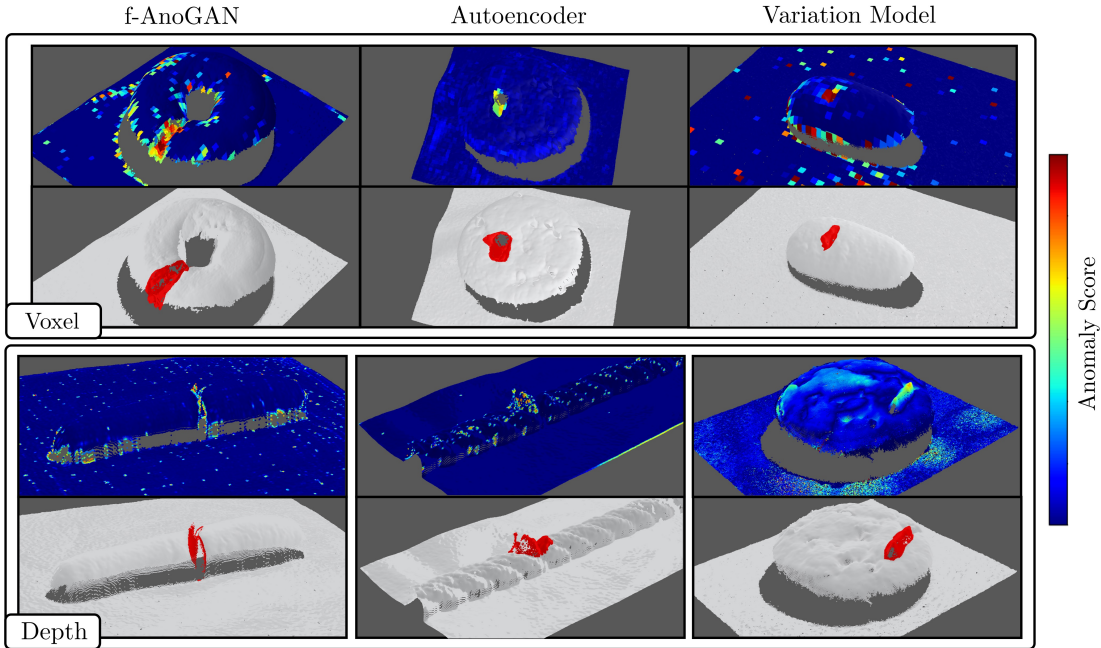 f-AnoGAN
Autoencoder
Variation Model
Voxel
Depth
Anomaly Score